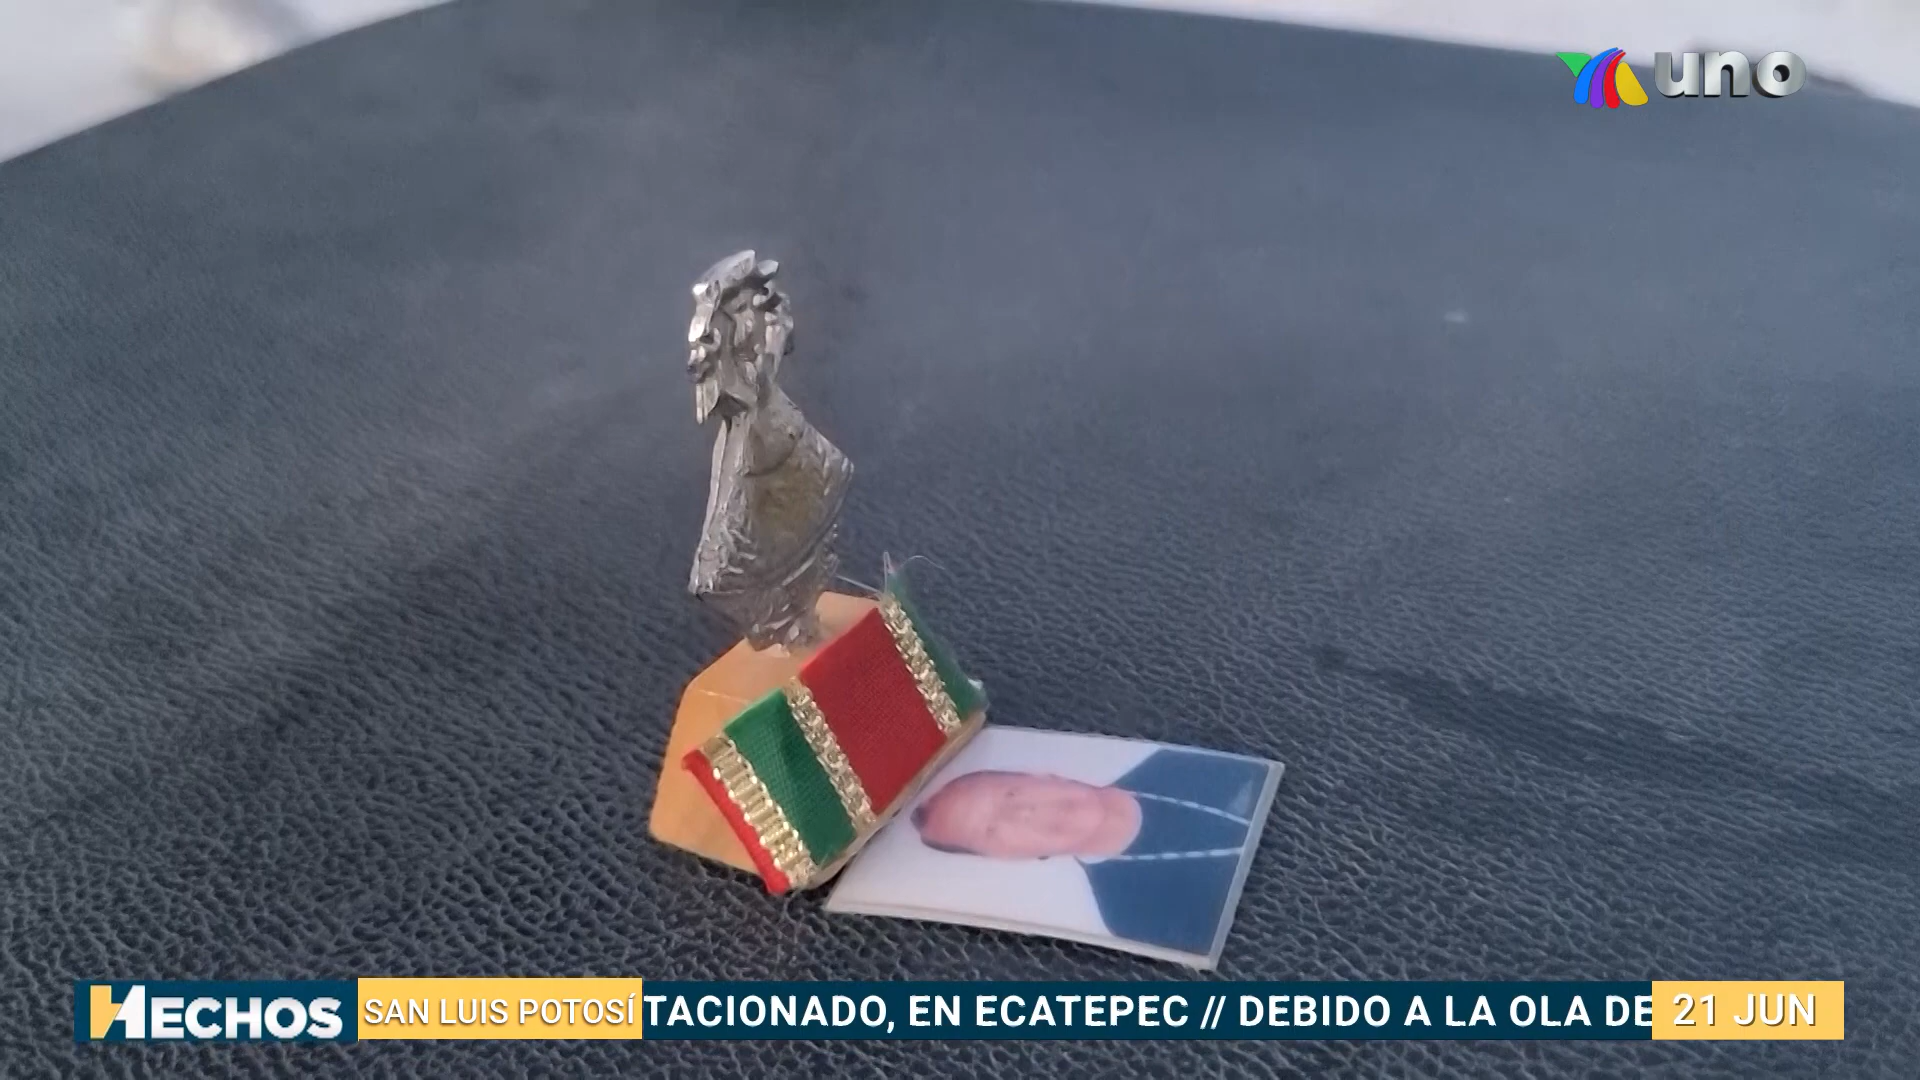 uno
HECHOS
SAN LUIS POTOSÍ
TACIONADO, EN ECATEPEC // DEBIDO A LA OLA DE
21 JUN